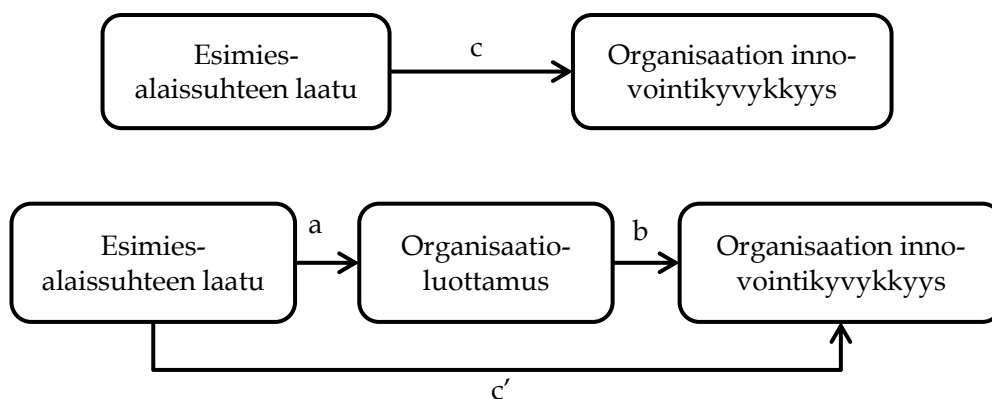 Esimies-
alaissuhteen laatu
c
Organisaation inno-
vointikyvykkyys
Esimies-
alaissuhteen laatu
a
Organisaatio-
luottamus
b
Organisaation inno-
vointikyvykkyys
c’